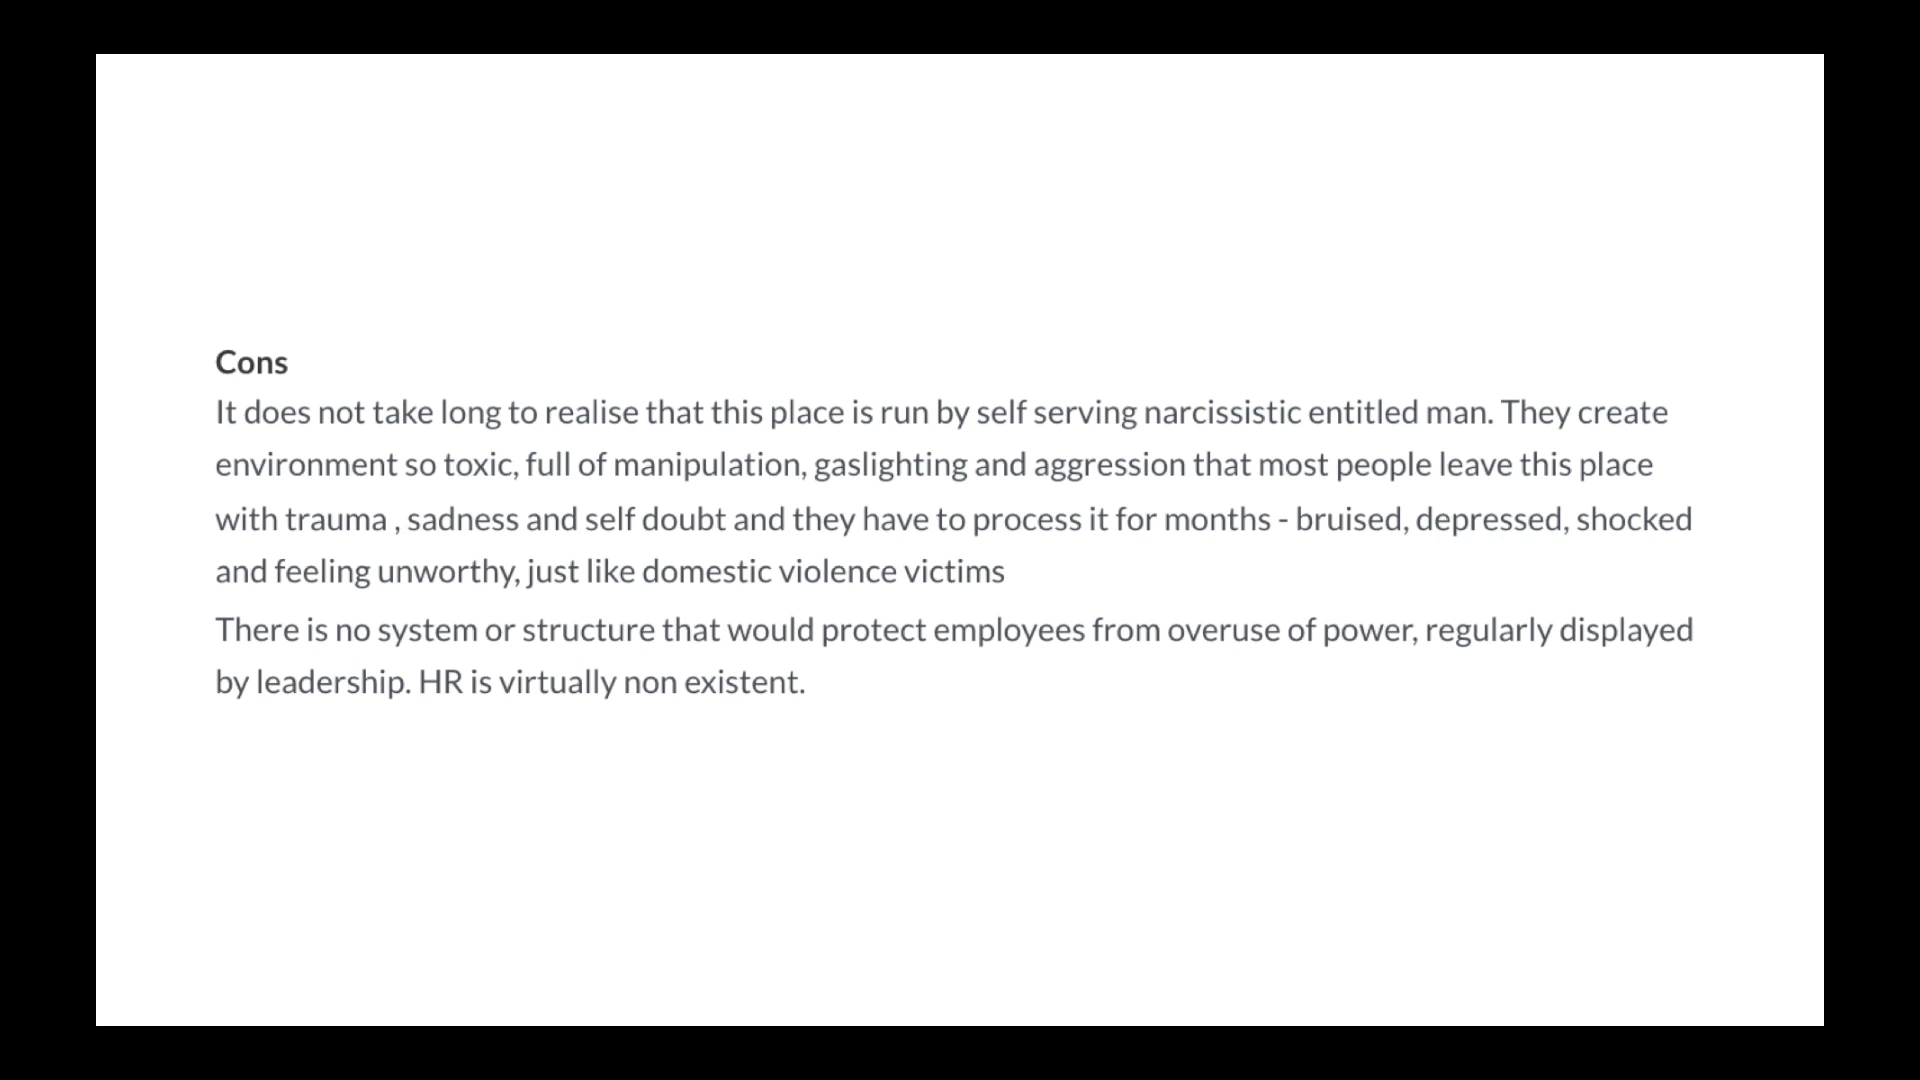 Cons
It does not take long to realise that this place is run by self serving narcissistic entitled man. They create
environment so toxic, full of manipulation, gaslighting and aggression that most people leave this place
with trauma , sadness and self doubt and they have to process it for months - bruised, depressed, shocked
and feeling unworthy, just like domestic violence victims
There is no system or structure that would protect employees from overuse of power, regularly displayed
by leadership. HR is virtually non existent.